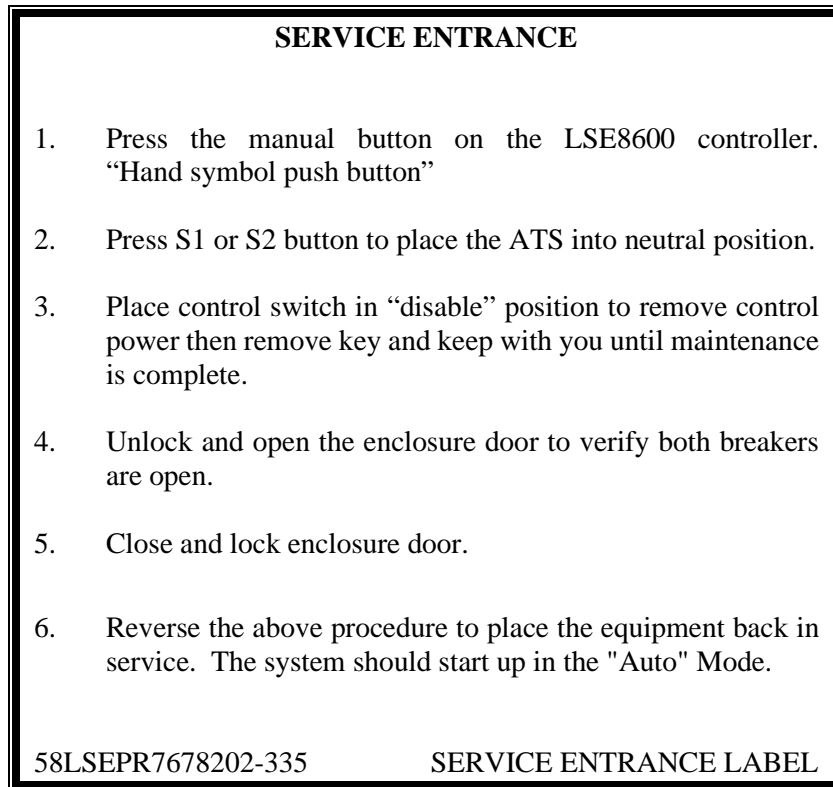 SERVICE ENTRANCE
1. Press the manual button on the LSE8600 controller.
“Hand symbol push button”
2. Press S1 or S2 button to place the ATS into neutral position.
3. Place control switch in “disable” position to remove control
power then remove key and keep with you until maintenance
is complete.
4. Unlock and open the enclosure door to verify both breakers
are open.
5. Close and lock enclosure door.
6. Reverse the above procedure to place the equipment back in
service. The system should start up in the "Auto" Mode.
58LSEPR7678202-335 SERVICE ENTRANCE LABEL